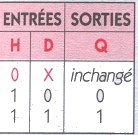 ENTRÉES SORTIES
H D Q
0 X inchangé
1 0 0
1 1 1